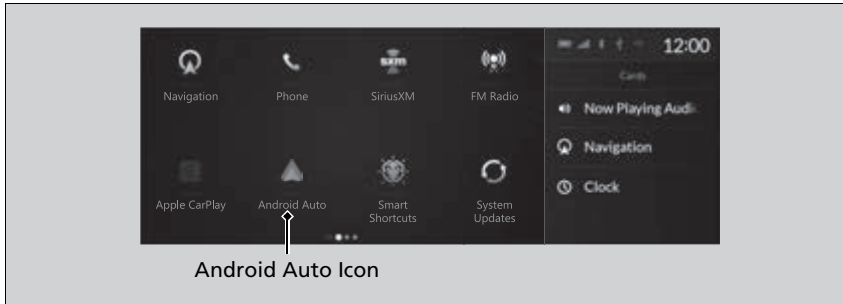 12:00
Cards
Navigation
Phone
SiriusXM
FM Radio
sxm
Now Playing Audi
Navigation
Clock
Apple CarPlay
Android Auto
Smart
Shortcuts
System
Updates
Android Auto Icon